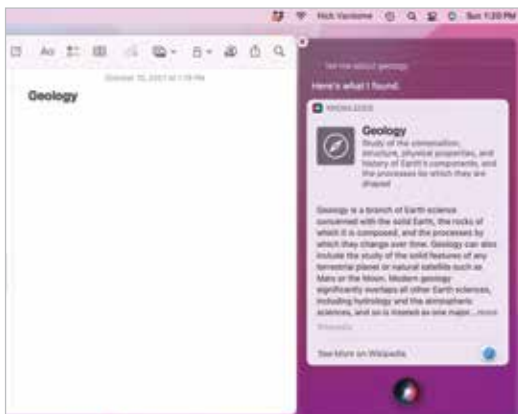 Nick Vandome Sun 1:20 PM
Aa
October 10, 2021 at 1:19 PM
Geology
Tell me about geology
Here's what I found.
KNOWLEDGE
Geology
Study of the composition,
structure, physical properties, and
history of Earth's components, and
the processes by which they are
shaped
Geology is a branch of Earth science
concerned with the solid Earth, the rocks of
which it is composed, and the processes by
which they change over time. Geology can also
include the study of the solid features of any
terrestrial planet or natural satellite such as
Mars or the Moon. Modern geology
significantly overlaps all other Earth sciences,
including hydrology and the atmospheric
sciences, and so is treated as one major...more
Wikipedia
See More on Wikipedia